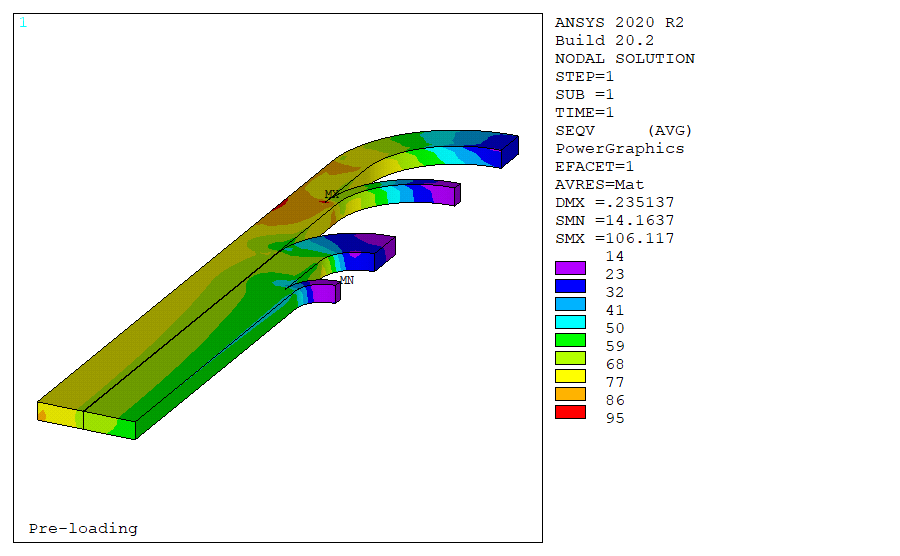 1
ANSYS 2020 R2
Build 20.2
NODAL SOLUTION
STEP=1
SUB =1
TIME=1
SEQV (AVG)
PowerGraphics
EFACET=1
AVRES=Mat
DMX =.235137
SMN =14.1637
SMX =106.117
14
23
32
41
50
59
68
77
86
95
MX
MN
Pre-loading